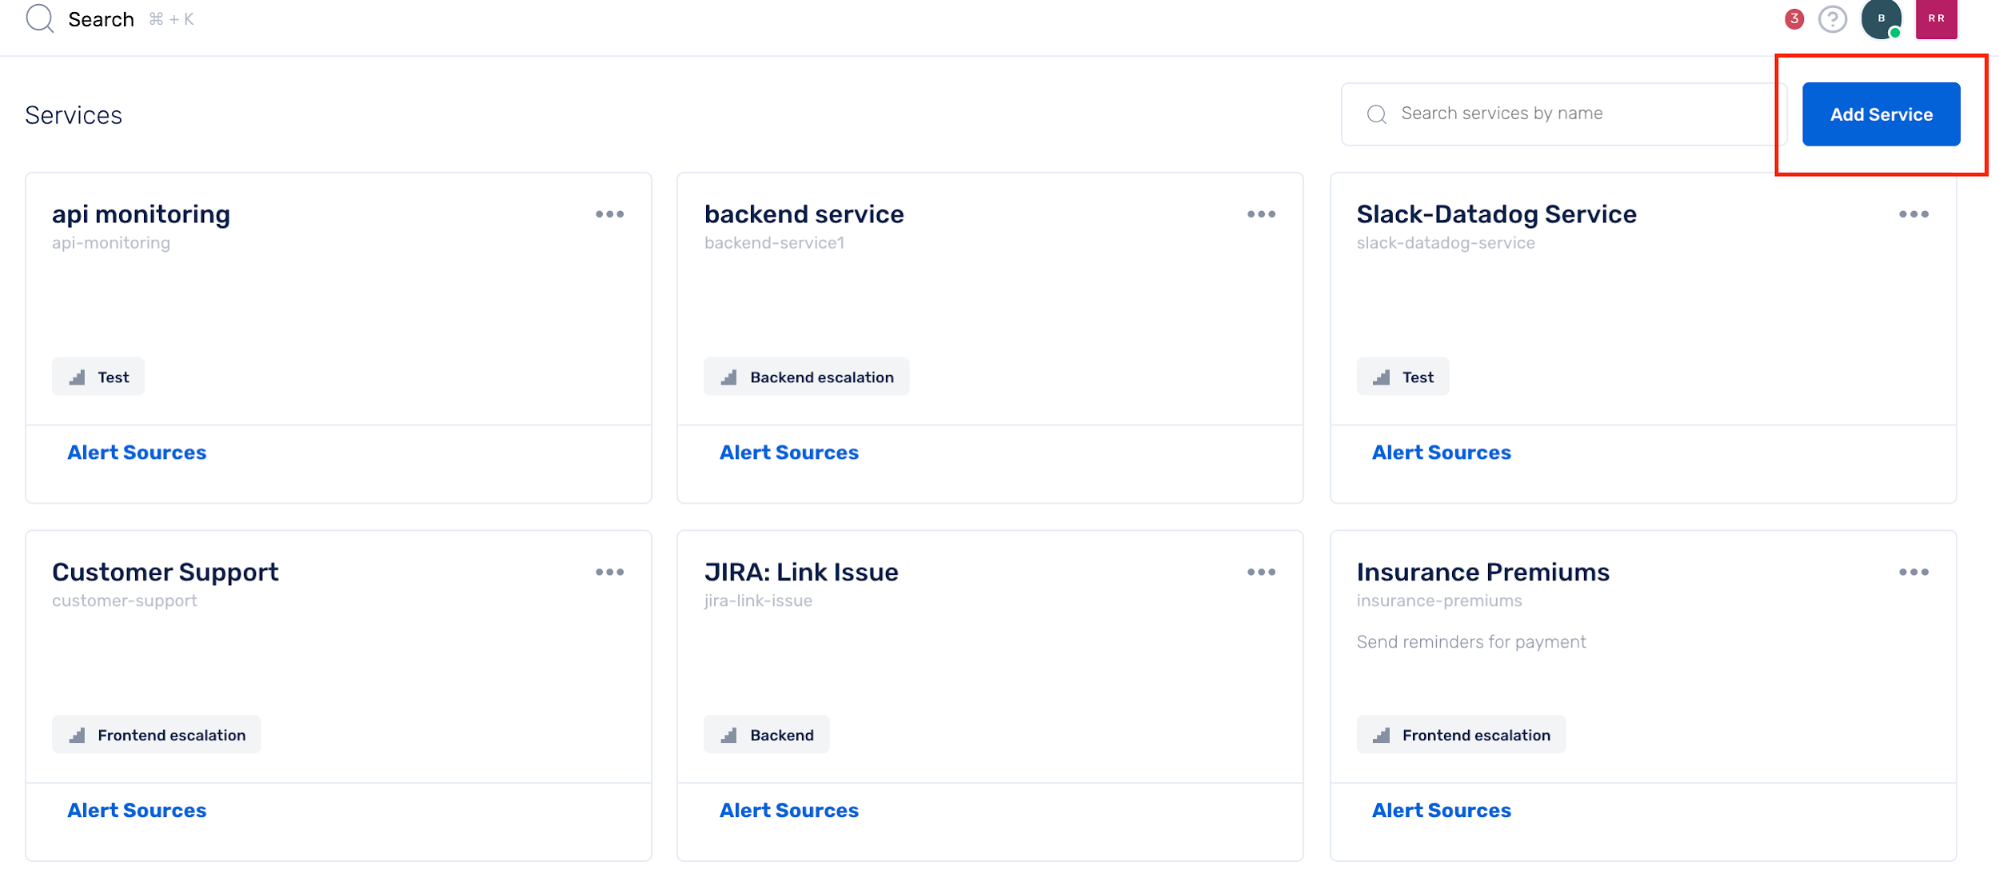 Search ⌘ + K
3 ? B RR
Services
Search services by name
Add Service
api monitoring
api-monitoring
Test
Alert Sources
backend service
backend-service1
Backend escalation
Alert Sources
Slack-Datadog Service
slack-datadog-service
Test
Alert Sources
Customer Support
customer-support
Frontend escalation
Alert Sources
JIRA: Link Issue
jira-link-issue
Backend
Alert Sources
Insurance Premiums
insurance-premiums
Send reminders for payment
Frontend escalation
Alert Sources